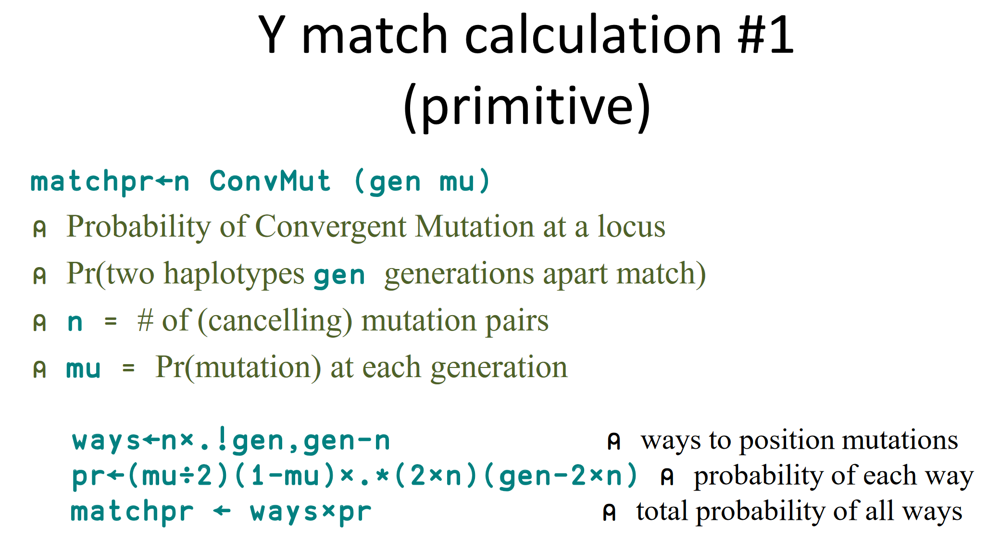 Y match calculation #1
(primitive)
matchpr←n ConvMut (gen mu)
⍝ Probability of Convergent Mutation at a locus
⍝ Pr(two haplotypes gen generations apart match)
⍝ n = # of (cancelling) mutation pairs
⍝ mu = Pr(mutation) at each generation
ways←n×.!gen,gen-n ⍝ ways to position mutations
pr←(mu÷2)(1-mu)×.*(2×n)(gen-2×n) ⍝ probability of each way
matchpr ← ways×pr ⍝ total probability of all ways